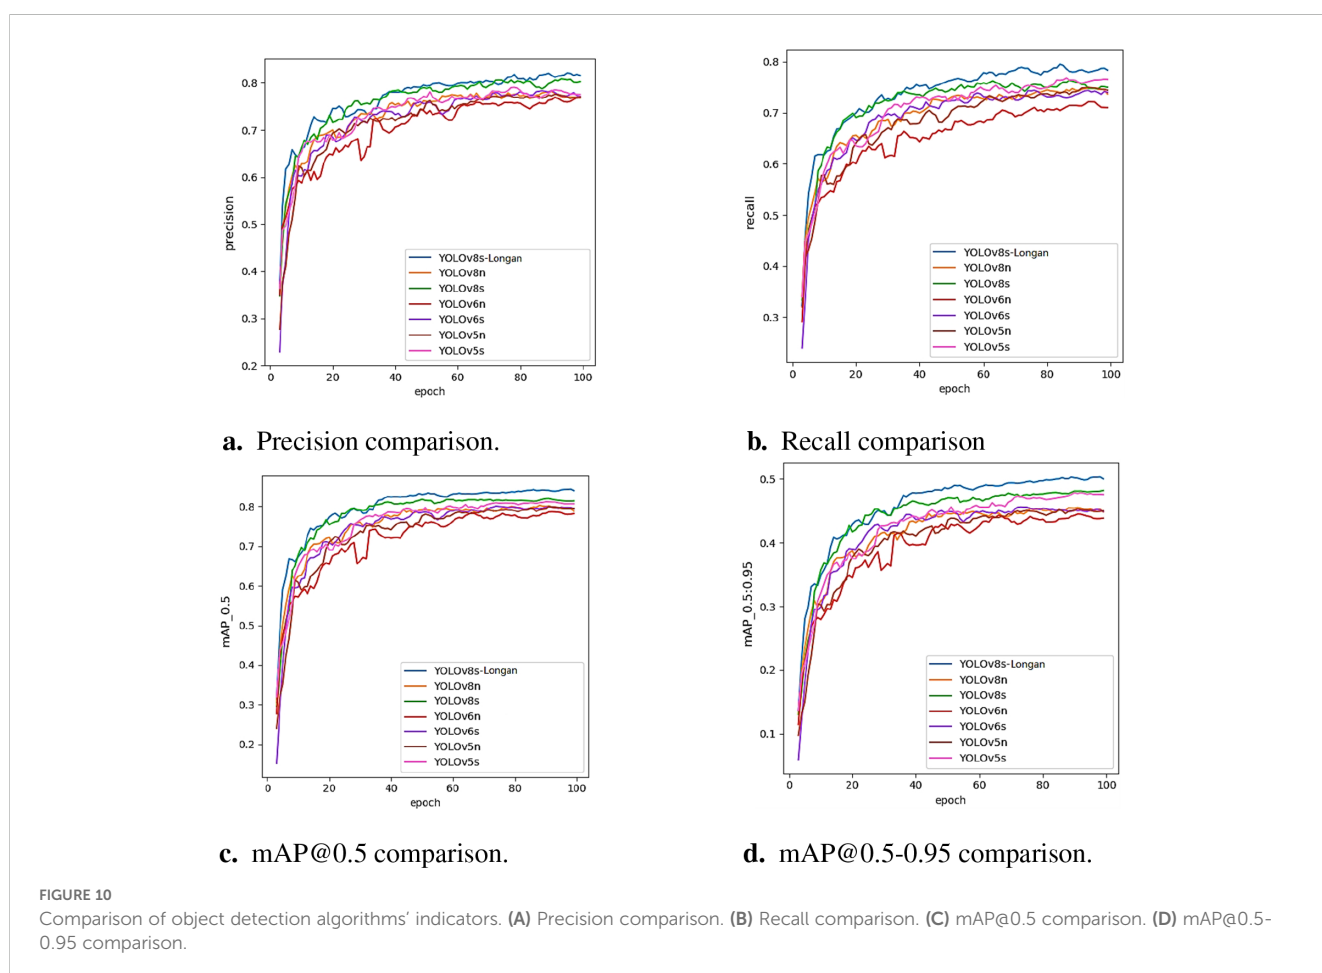 0.8
0.7
0.6
0.5
0.4
0.3
0.2
precision
0 20 40 60 80 100
epoch
YOLOv8s-Longan
YOLOv8n
YOLOv8s
YOLOv6n
YOLOv6s
YOLOv5n
YOLOv5s
a. Precision comparison.
0.8
0.7
0.6
0.5
0.4
0.3
recall
0 20 40 60 80 100
epoch
YOLOv8s-Longan
YOLOv8n
YOLOv8s
YOLOv6n
YOLOv6s
YOLOv5n
YOLOv5s
b. Recall comparison
0.8
0.7
0.6
0.5
0.4
0.3
0.2
mAP_0.5
0 20 40 60 80 100
epoch
YOLOv8s-Longan
YOLOv8n
YOLOv8s
YOLOv6n
YOLOv6s
YOLOv5n
YOLOv5s
c. mAP@0.5 comparison.
0.5
0.4
0.3
0.2
0.1
mAP_0.5:0.95
0 20 40 60 80 100
epoch
YOLOv8s-Longan
YOLOv8n
YOLOv8s
YOLOv6n
YOLOv6s
YOLOv5n
YOLOv5s
d. mAP@0.5-0.95 comparison.
FIGURE 10
Comparison of object detection algorithms’ indicators. (A) Precision comparison. (B) Recall comparison. (C) mAP@0.5 comparison. (D) mAP@0.5-
0.95 comparison.